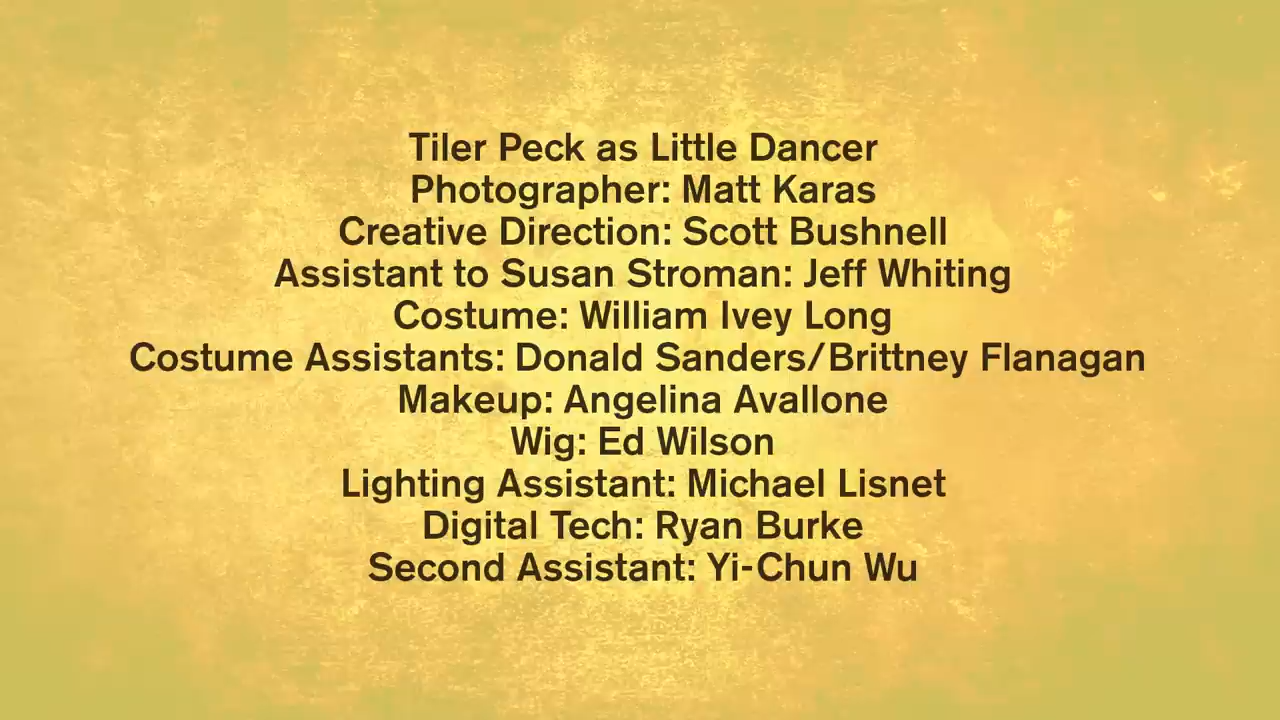 Tiler Peck as Little Dancer
Photographer: Matt Karas
Creative Direction: Scott Bushnell
Assistant to Susan Stroman: Jeff Whiting
Costume: William Ivey Long
Costume Assistants: Donald Sanders/Brittney Flanagan
Makeup: Angelina Avallone
Wig: Ed Wilson
Lighting Assistant: Michael Lisnet
Digital Tech: Ryan Burke
Second Assistant: Yi-Chun Wu